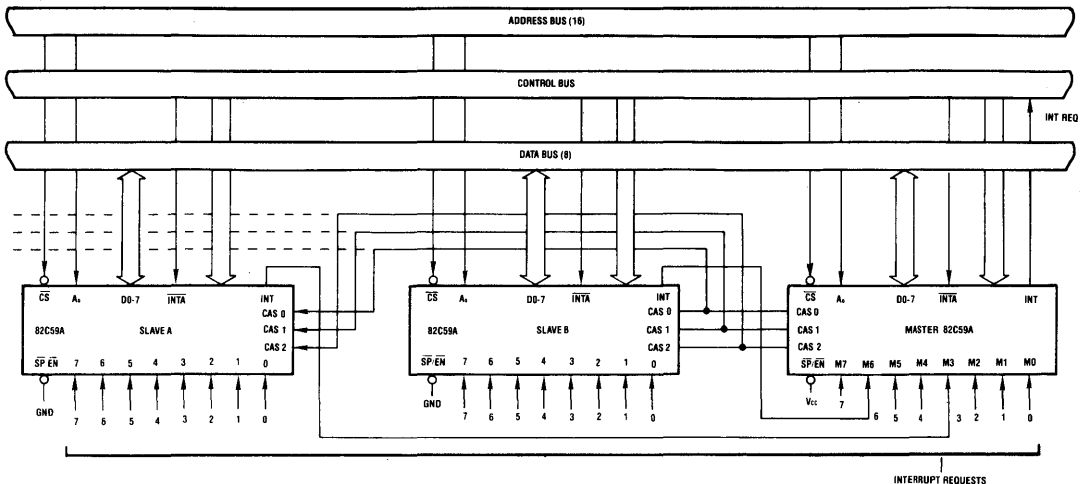 ADDRESS BUS (16)
CONTROL BUS
INT REQ
DATA BUS (8)
CS A₀ D0-7 INTA INT
CAS 0
82C59A SLAVE A CAS 1
CAS 2
SP EN 7 6 5 4 3 2 1 0
GND
7 6 5 4 3 2 1 0
CS A₀ D0-7 INTA INT
CAS 0
82C59A SLAVE B CAS 1
CAS 2
SP/EN 7 6 5 4 3 2 1 0
GND
7 6 5 4 3 2 1 0
CS A₀ D0-7 INTA INT
CAS 0
CAS 1 MASTER 82C59A
CAS 2
SP/EN M7 M6 M5 M4 M3 M2 M1 M0
Vcc
7 6 5 4 3 2 1 0
INTERRUPT REQUESTS